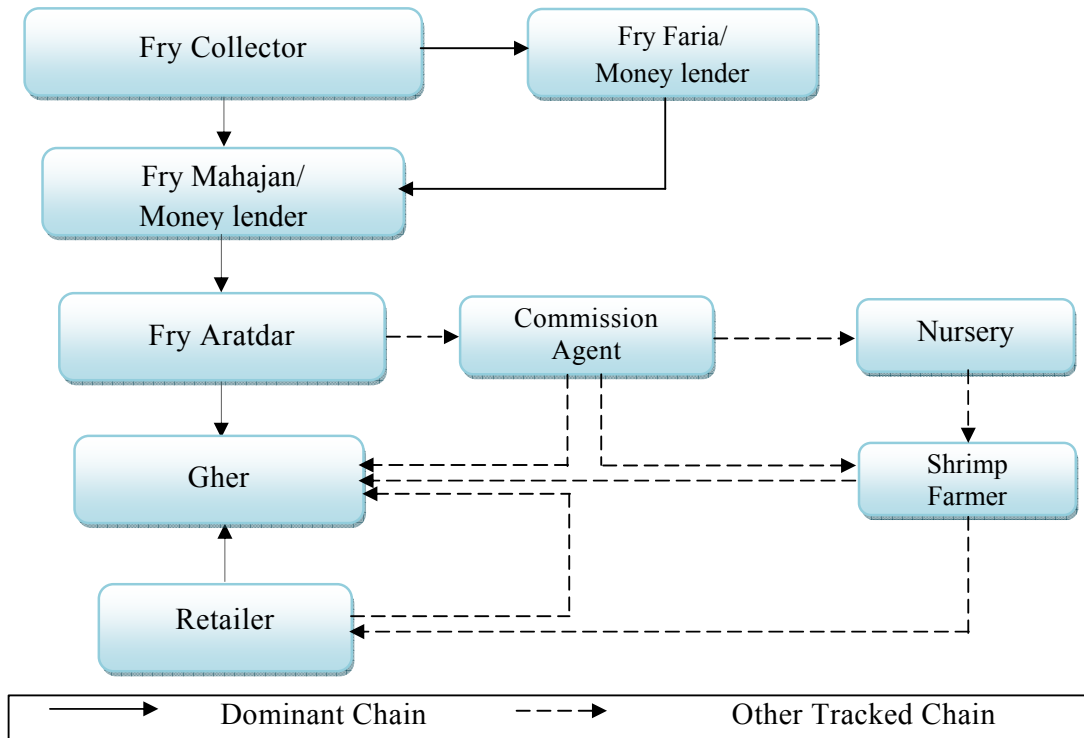 Fry Collector
Fry Faria/
Money lender
Fry Mahajan/
Money lender
Fry Aratdar
Commission
Agent
Nursery
Gher
Shrimp
Farmer
Retailer
Dominant Chain
Other Tracked Chain